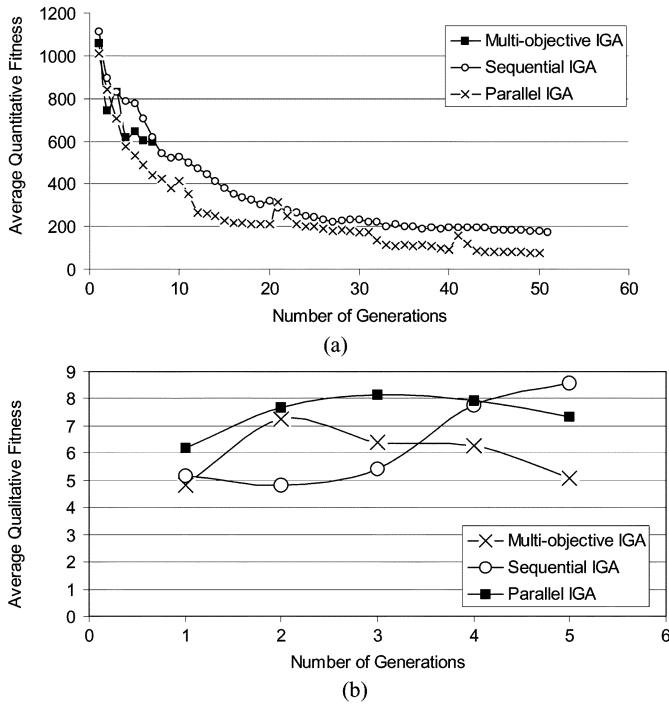 1200
1000
800
600
400
200
0
Average Quantitative Fitness
Multi-objective IGA
Sequential IGA
Parallel IGA
0 10 20 30 40 50 60
Number of Generations
(a)
9
8
7
6
5
4
3
2
1
0
Average Qualitative Fitness
Multi-objective IGA
Sequential IGA
Parallel IGA
0 1 2 3 4 5 6
Number of Generations
(b)